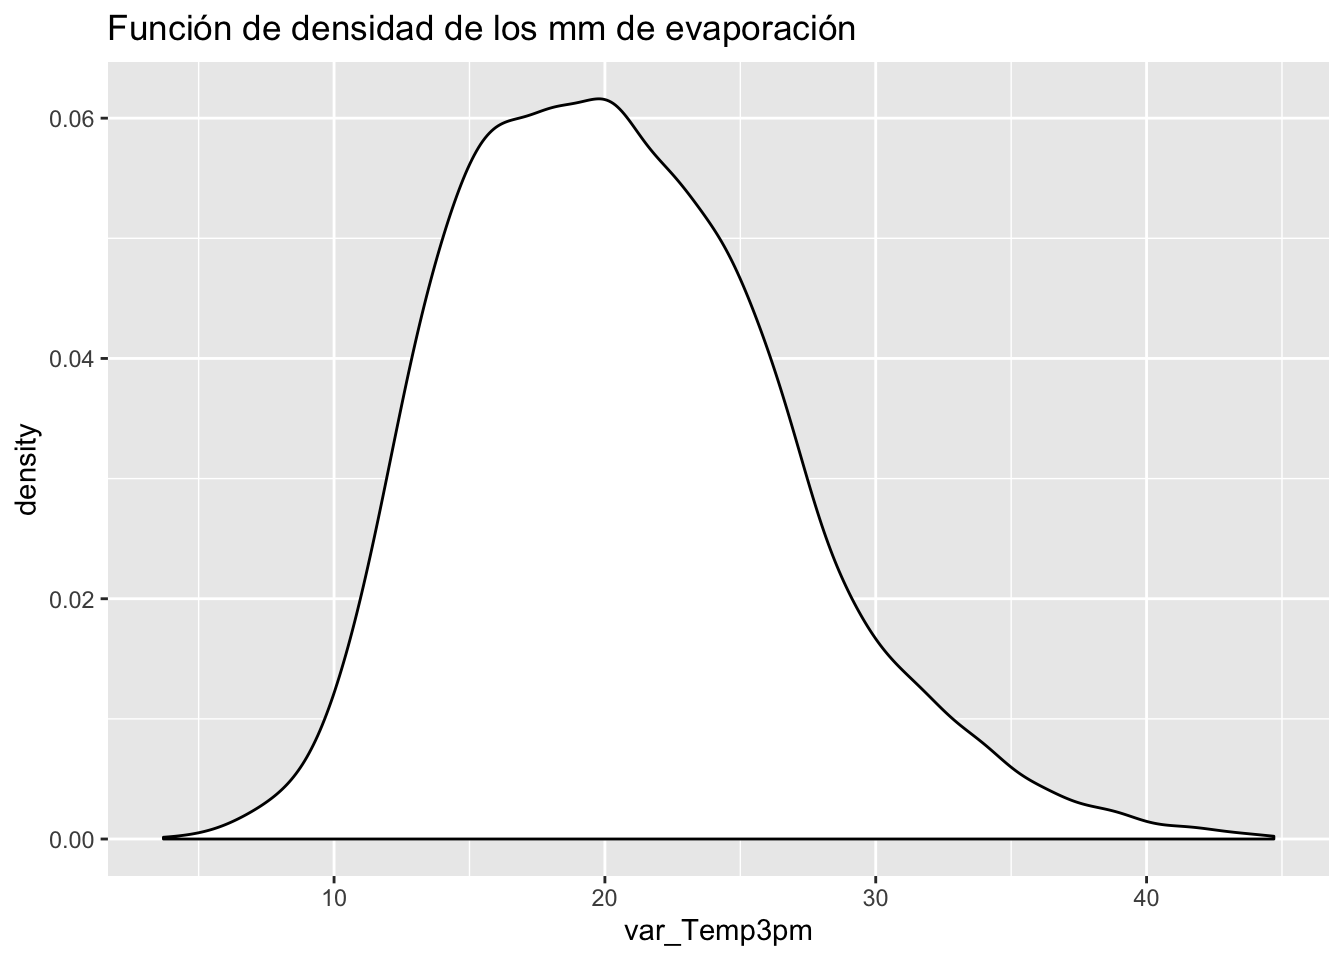 Función de densidad de los mm de evaporación
0.06
0.04
0.02
0.00
density
10 20 30 40
var_Temp3pm